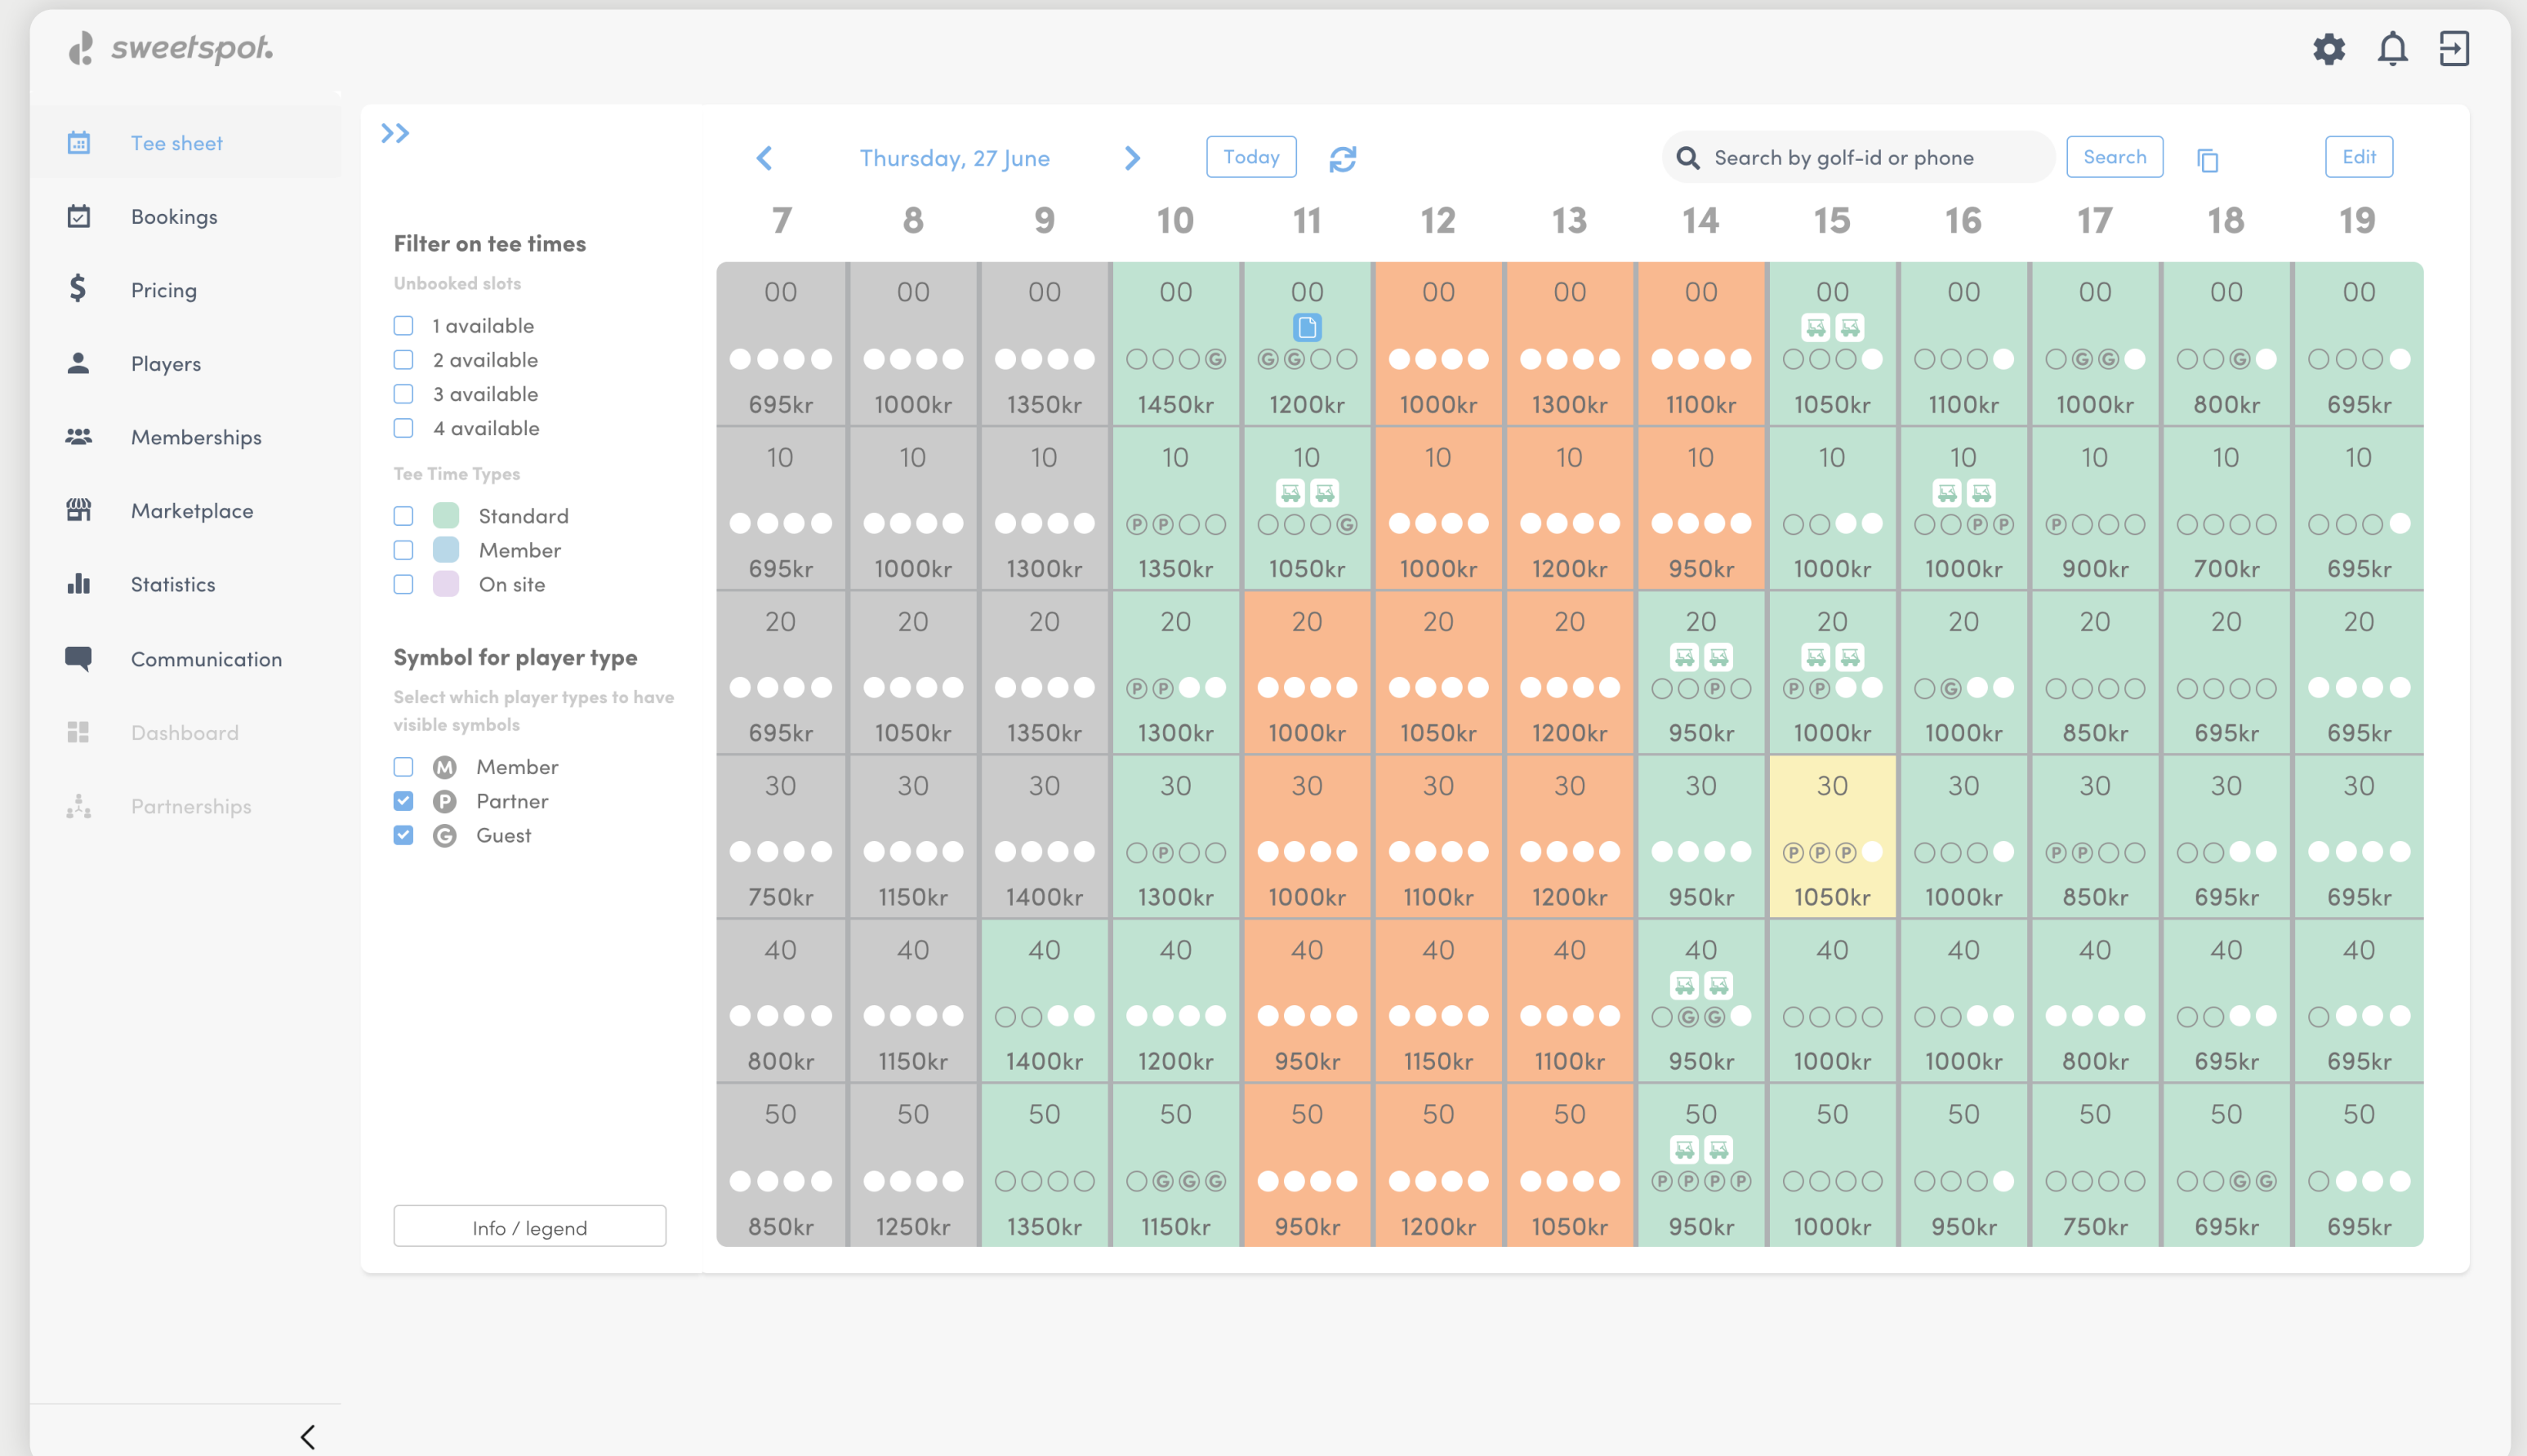 sweetspot.
Tee sheet
Bookings
Pricing
Players
Memberships
Marketplace
Statistics
Communication
Dashboard
Partnerships
Filter on tee times
Unbooked slots
1 available
2 available
3 available
4 available
Tee Time Types
Standard
Member
On site
Symbol for player type
Select which player types to have
visible symbols
M Member
P Partner
G Guest
Info / legend
Thursday, 27 June
Today
Search by golf-id or phone
Search
Edit
7 8 9 10 11 12 13 14 15 16 17 18 19
00 00 00 00 00 00 00 00 00 00 00 00 00
G G G G G G
695kr 1000kr 1350kr 1450kr 1200kr 1000kr 1300kr 1100kr 1050kr 1100kr 1000kr 800kr 695kr
10 10 10 10 10 10 10 10 10 10 10 10 10
P P G P P P
695kr 1000kr 1300kr 1350kr 1050kr 1000kr 1200kr 950kr 1000kr 1000kr 900kr 700kr 695kr
20 20 20 20 20 20 20 20 20 20 20 20 20
P P P P P G
695kr 1050kr 1350kr 1300kr 1000kr 1050kr 1200kr 950kr 1000kr 1000kr 850kr 695kr 695kr
30 30 30 30 30 30 30 30 30 30 30 30 30
P P P P P P
750kr 1150kr 1400kr 1300kr 1000kr 1100kr 1200kr 950kr 1050kr 1000kr 850kr 695kr 695kr
40 40 40 40 40 40 40 40 40 40 40 40 40
G G
800kr 1150kr 1400kr 1200kr 950kr 1150kr 1100kr 950kr 1000kr 1000kr 800kr 695kr 695kr
50 50 50 50 50 50 50 50 50 50 50 50 50
G G G P P P P G G
850kr 1250kr 1350kr 1150kr 950kr 1200kr 1050kr 950kr 1000kr 950kr 750kr 695kr 695kr